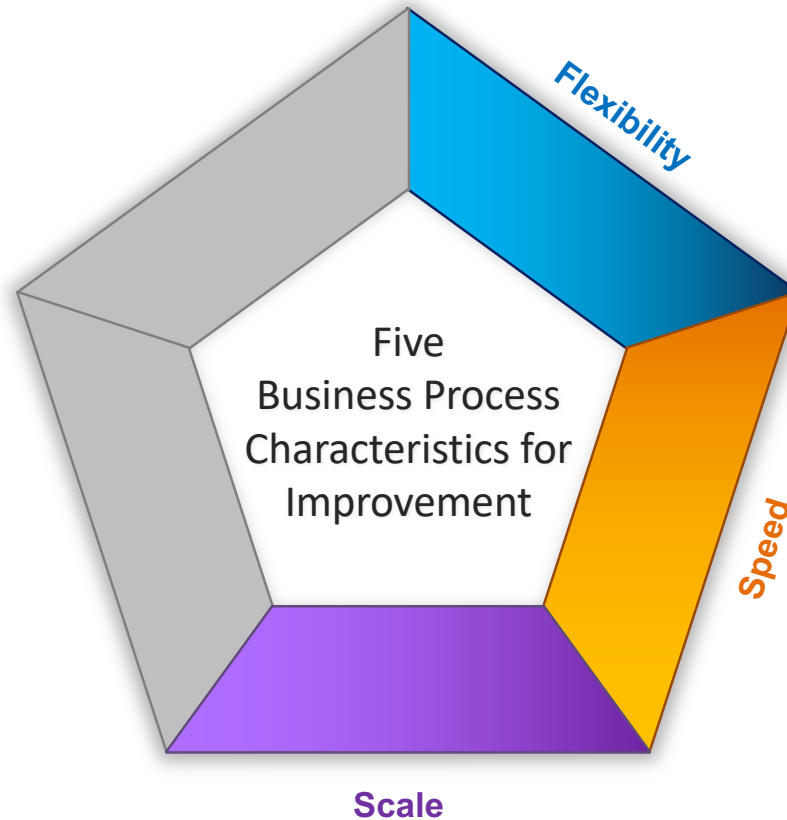 Flexibility
Five
Business Process
Characteristics for
Improvement
Speed
Scale